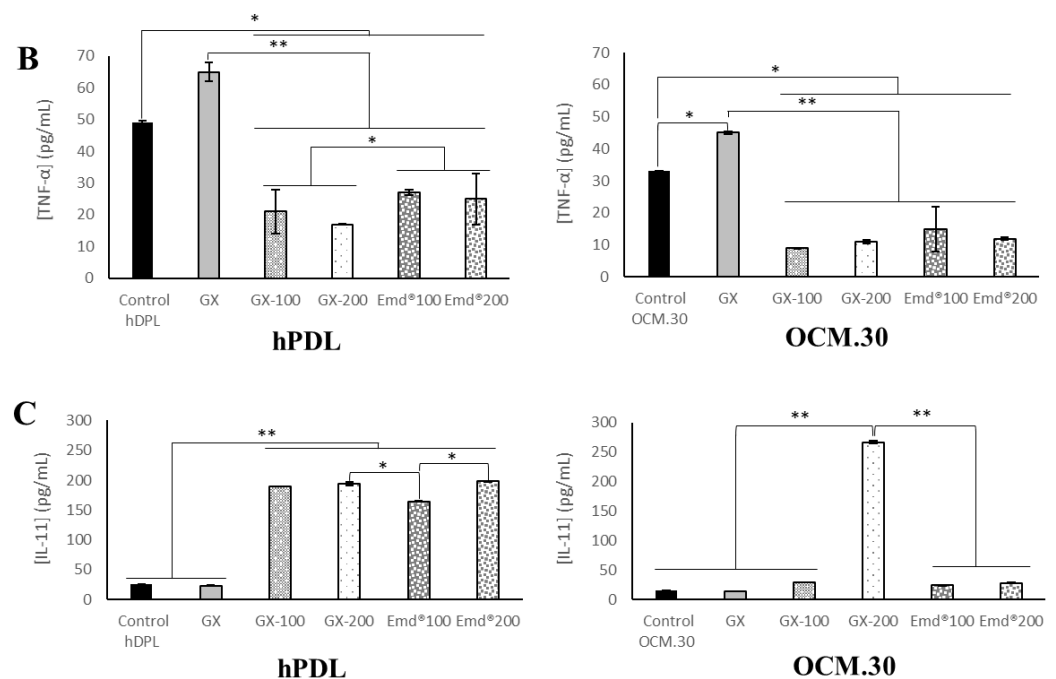 B
[TNF-α] (pg/mL)
70
60
50
40
30
20
10
0
*
**
*
Control
hDPL
GX
GX-100
GX-200
Emd®100
Emd®200
hPDL
[TNF-α] (pg/mL)
70
60
50
40
30
20
10
0
*
*
**
Control
OCM.30
GX
GX-100
GX-200
Emd®100
Emd®200
OCM.30
C
[IL-11] (pg/mL)
300
250
200
150
100
50
0
**
*
*
Control
hDPL
GX
GX-100
GX-200
Emd®100
Emd®200
hPDL
[IL-11] (pg/mL)
300
250
200
150
100
50
0
**
**
Control
OCM.30
GX
GX-100
GX-200
Emd®100
Emd®200
OCM.30